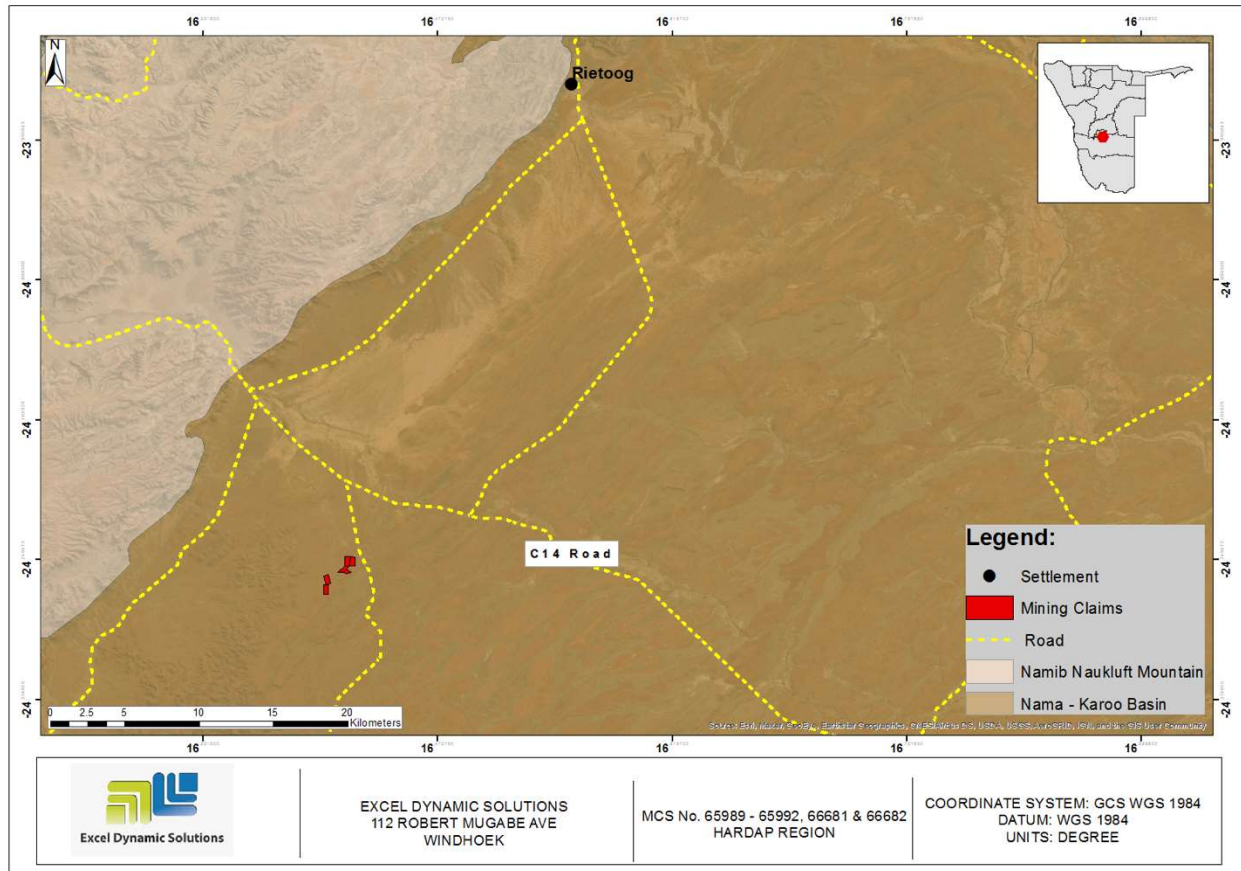 16 16 16 16 16
N
Rietoog
-23 -23
-24 -24
-24 -24
-24 -24
C14 Road
-24 -24
Legend:
Settlement
Mining Claims
Road
Namib Naukluft Mountain
Nama - Karoo Basin
0 2.5 5 10 15 20
Kilometers
16 16 16 16 16
Excel Dynamic Solutions
EXCEL DYNAMIC SOLUTIONS
112 ROBERT MUGABE AVE
WINDHOEK
MCS No. 65989 - 65992, 66681 & 66682
HARDAP REGION
COORDINATE SYSTEM: GCS WGS 1984
DATUM: WGS 1984
UNITS: DEGREE